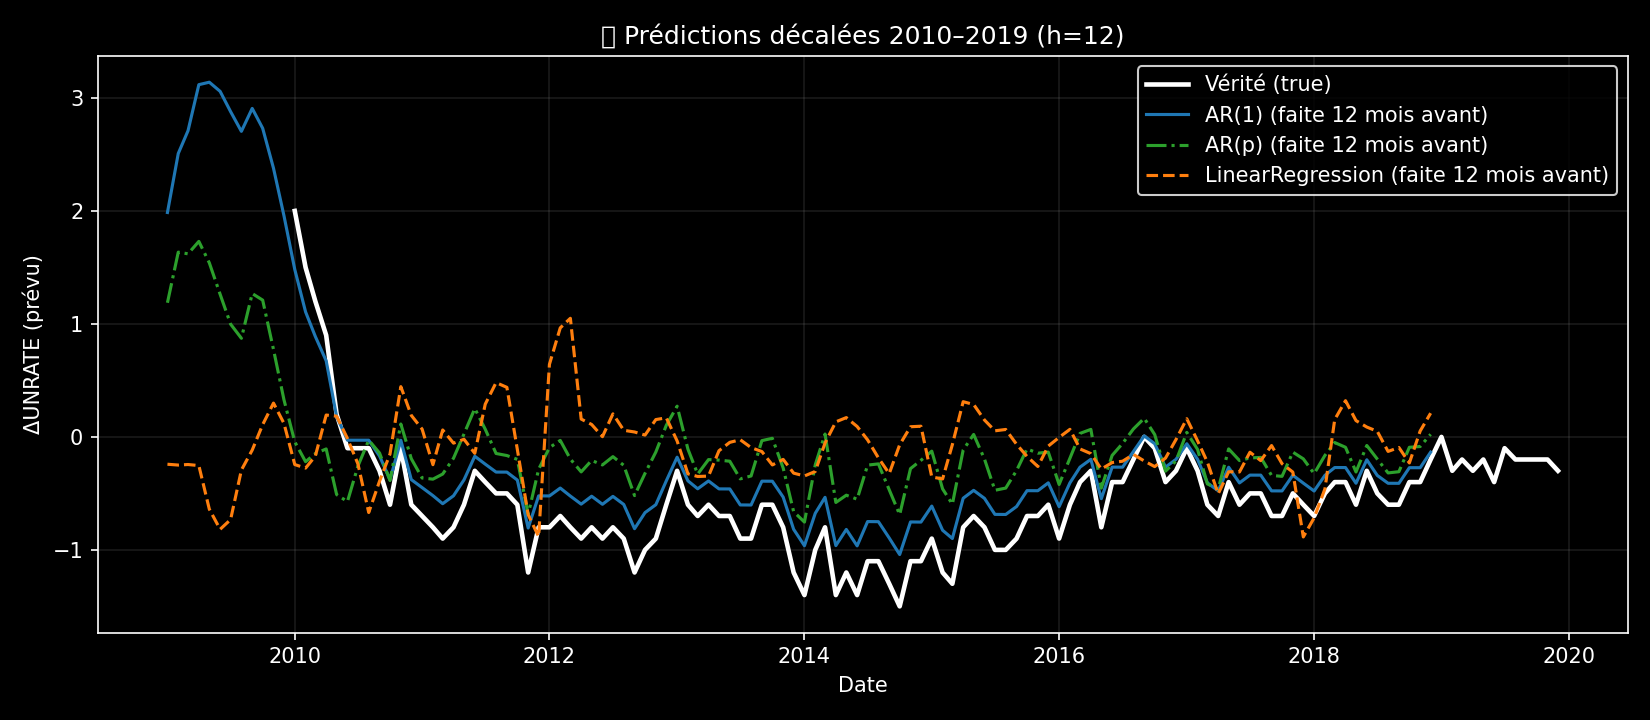 Prédictions décalées 2010–2019 (h=12)
Vérité (true)
AR(1) (faite 12 mois avant)
AR(p) (faite 12 mois avant)
LinearRegression (faite 12 mois avant)
ΔUNRATE (prévu)
3
2
1
0
−1
2010
2012
2014
2016
2018
2020
Date